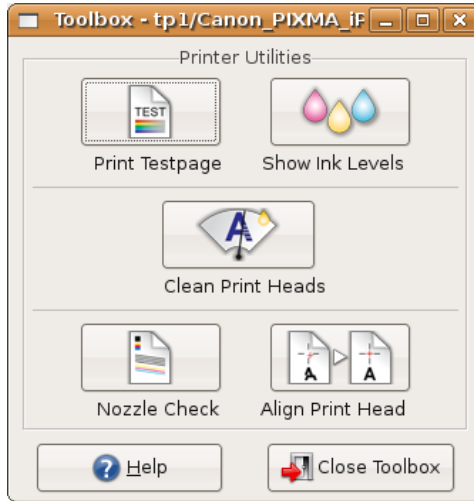 Toolbox - tp1/Canon_PIXMA_iP
Printer Utilities
TEST
Print Testpage
Show Ink Levels
A
Clean Print Heads
A A
Nozzle Check
Align Print Head
Help
Close Toolbox